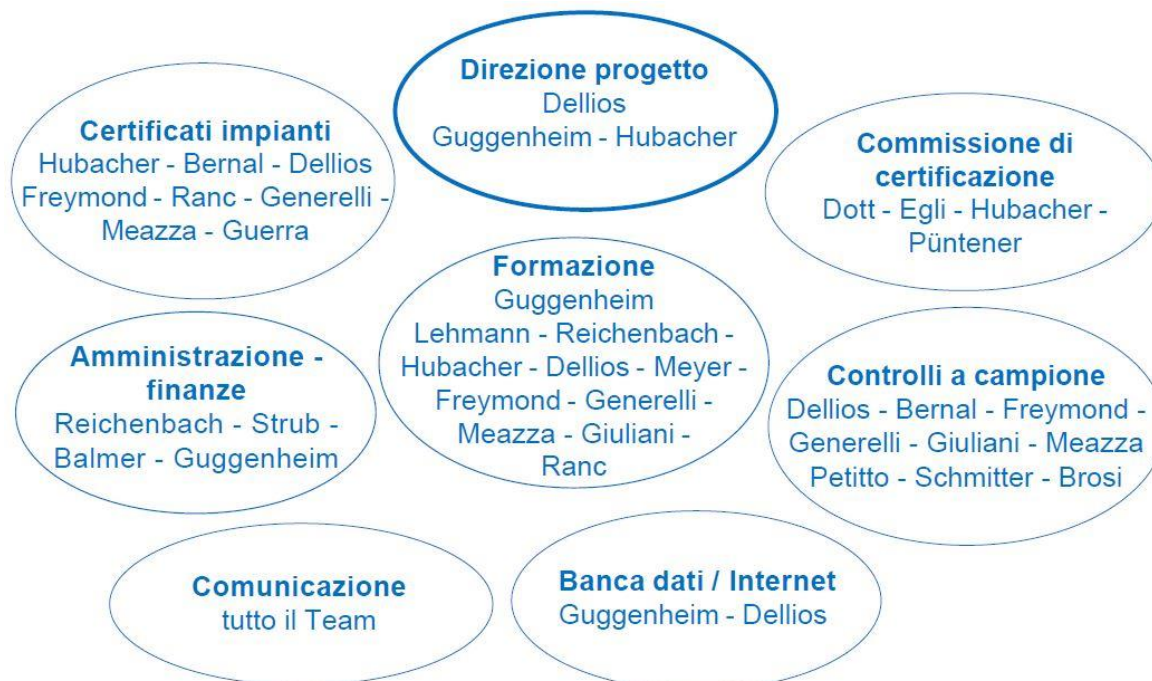 Direzione progetto
Dellios
Guggenheim - Hubacher
Certificati impianti
Hubacher - Bernal - Dellios
Freymond - Ranc - Generelli -
Meazza - Guerra
Commissione di
certificazione
Dott - Egli - Hubacher -
Püntener
Formazione
Guggenheim
Lehmann - Reichenbach -
Hubacher - Dellios - Meyer -
Freymond - Generelli -
Meazza - Giuliani -
Ranc
Amministrazione -
finanze
Reichenbach - Strub -
Balmer - Guggenheim
Controlli a campione
Dellios - Bernal - Freymond -
Generelli - Giuliani - Meazza
Petitto - Schmitter - Brosi
Comunicazione
tutto il Team
Banca dati / Internet
Guggenheim - Dellios